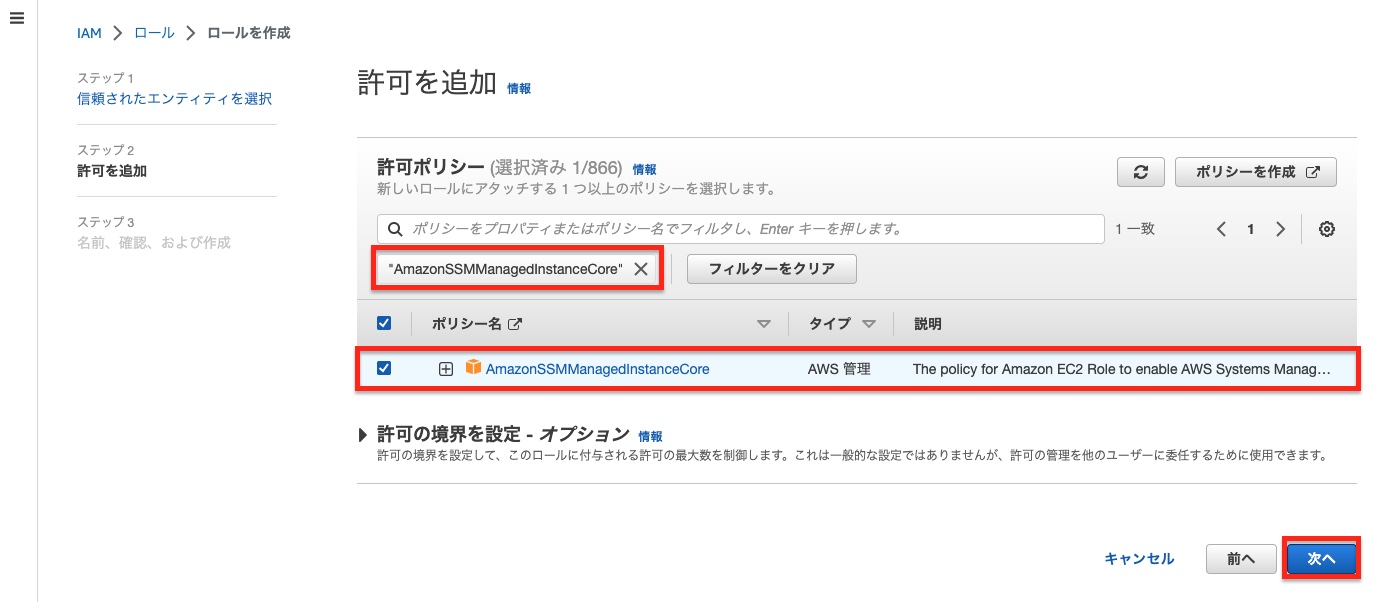 IAM > ロール > ロールを作成
ステップ 1
信頼されたエンティティを選択
ステップ 2
許可を追加
ステップ 3
名前、確認、および作成
許可を追加 情報
許可ポリシー (選択済み 1/866) 情報
新しいロールにアタッチする 1 つ以上のポリシーを選択します。
ポリシーを作成
ポリシーをプロパティまたはポリシー名でフィルタし、Enter キーを押します。
1 一致
1
"AmazonSSMManagedInstanceCore"
フィルターをクリア
ポリシー名 タイプ 説明
AmazonSSMManagedInstanceCore AWS 管理 The policy for Amazon EC2 Role to enable AWS Systems Manag...
許可の境界を設定 - オプション 情報
許可の境界を設定して、このロールに付与される許可の最大数を制御します。これは一般的な設定ではありませんが、許可の管理を他のユーザーに委任するために使用できます。
キャンセル 前へ 次へ